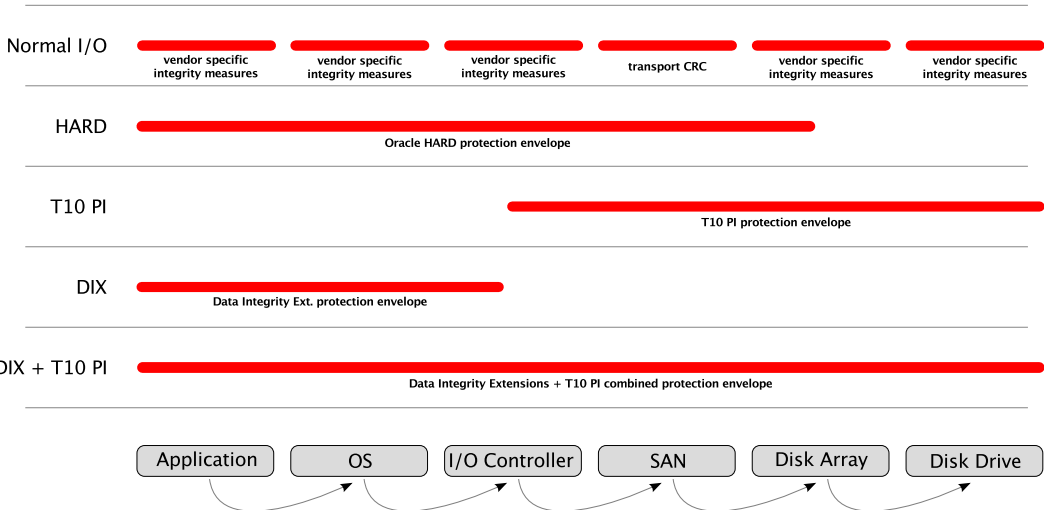 Normal I/O
vendor specific
integrity measures
vendor specific
integrity measures
vendor specific
integrity measures
transport CRC
vendor specific
integrity measures
vendor specific
integrity measures
HARD
Oracle HARD protection envelope
T10 PI
T10 PI protection envelope
DIX
Data Integrity Ext. protection envelope
DIX + T10 PI
Data Integrity Extensions + T10 PI combined protection envelope
Application
OS
I/O Controller
SAN
Disk Array
Disk Drive